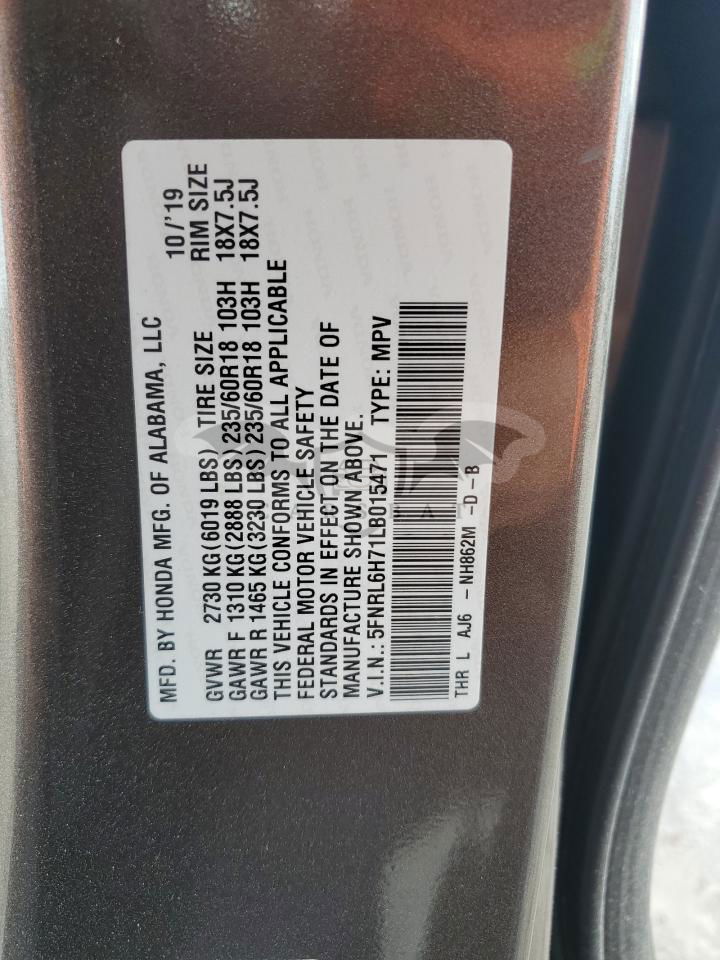 MFD. BY HONDA MFG. OF ALABAMA, LLC 10/'19
GVWR 2730 KG(6019 LBS) TIRE SIZE RIM SIZE
GAWR F 1310 KG(2888 LBS)235/60R18 103H 18X7.5J
GAWR R 1465 KG(3230 LBS)235/60R18 103H 18X7.5J
THIS VEHICLE CONFORMS TO ALL APPLICABLE
FEDERAL MOTOR VEHICLE SAFETY
STANDARDS IN EFFECT ON THE DATE OF
MANUFACTURE SHOWN ABOVE.
V.I.N.: 5FNRL6H71LB015471 TYPE: MPV
THR L AJ6 - NH862M -D-B